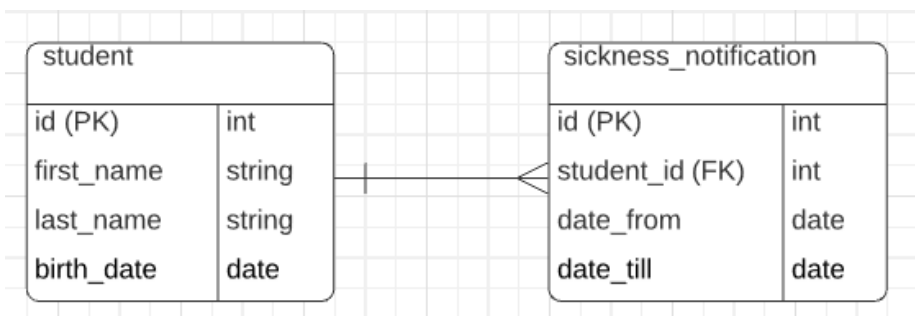 student
id (PK) int
first_name string
last_name string
birth_date date
sickness_notification
id (PK) int
student_id (FK) int
date_from date
date_till date